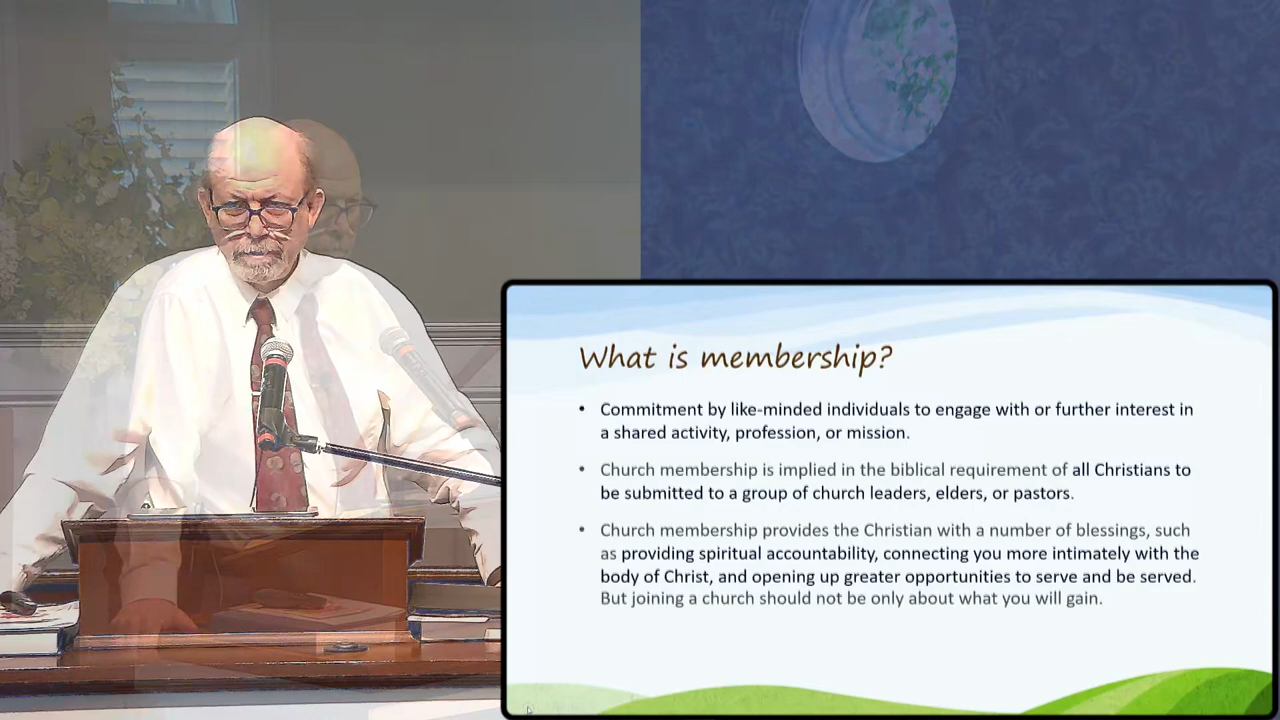 What is membership?
• Commitment by like-minded individuals to engage with or further interest in
a shared activity, profession, or mission.
• Church membership is implied in the biblical requirement of all Christians to
be submitted to a group of church leaders, elders, or pastors.
• Church membership provides the Christian with a number of blessings, such
as providing spiritual accountability, connecting you more intimately with the
body of Christ, and opening up greater opportunities to serve and be served.
But joining a church should not be only about what you will gain.